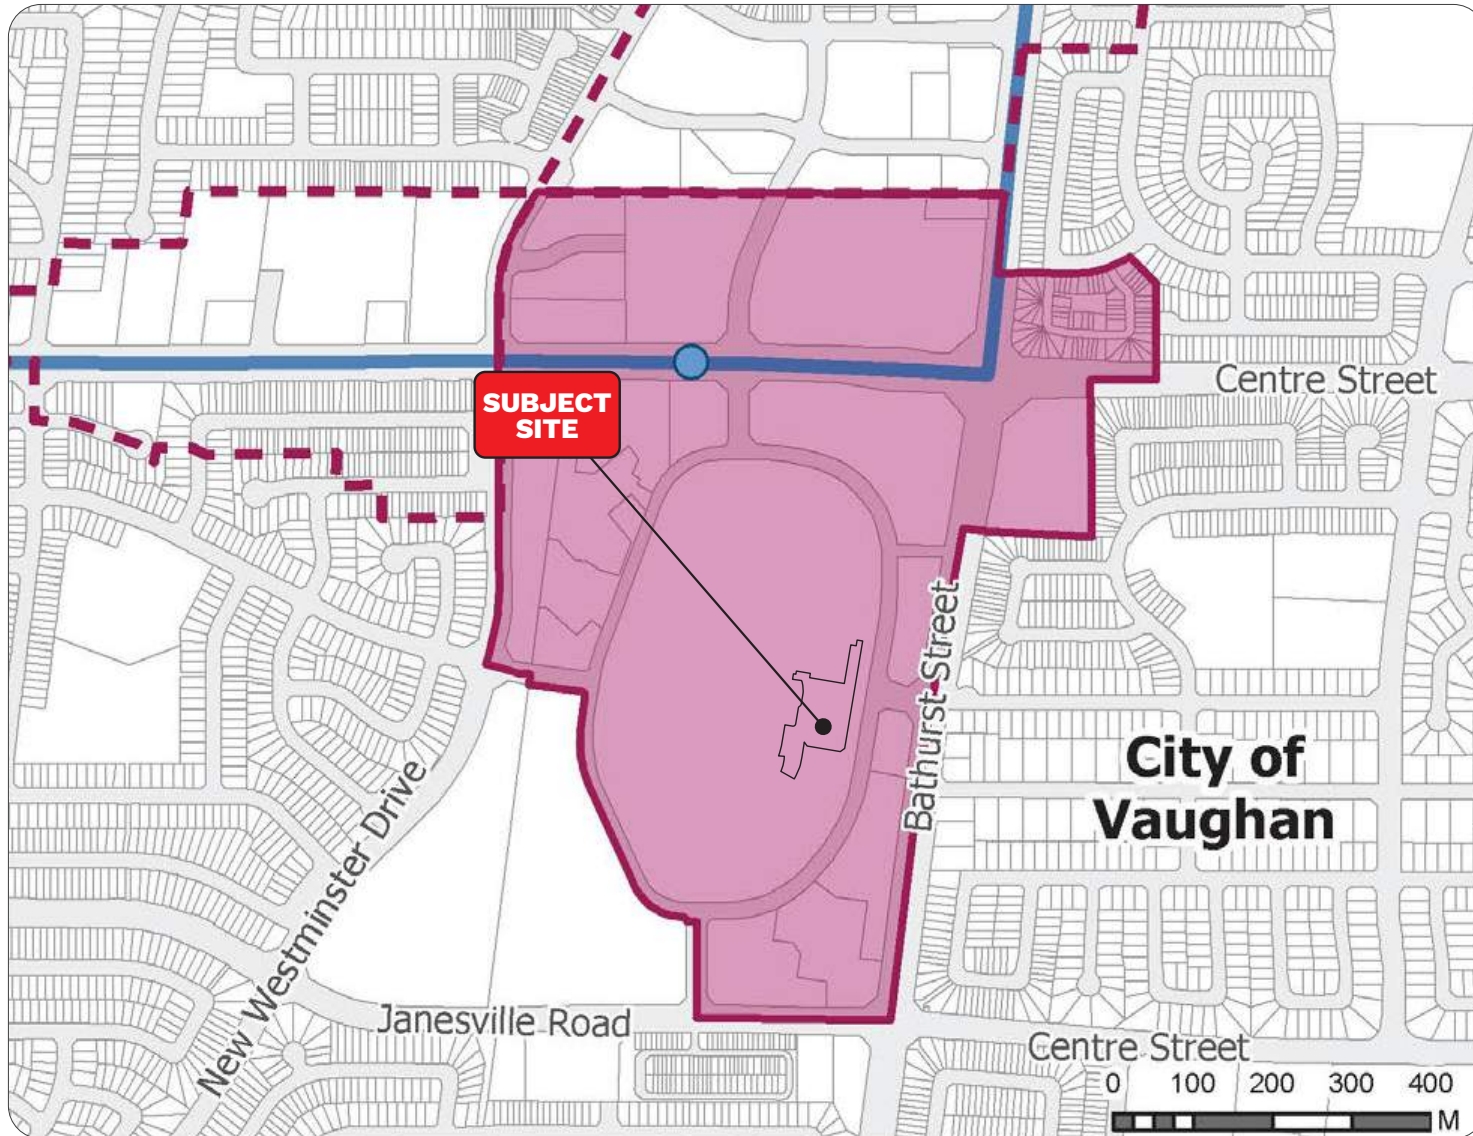 Centre Street
SUBJECT
SITE
Bathurst Street
City of
Vaughan
New Westminster Drive
Janesville Road
Centre Street
0 100 200 300 400
M